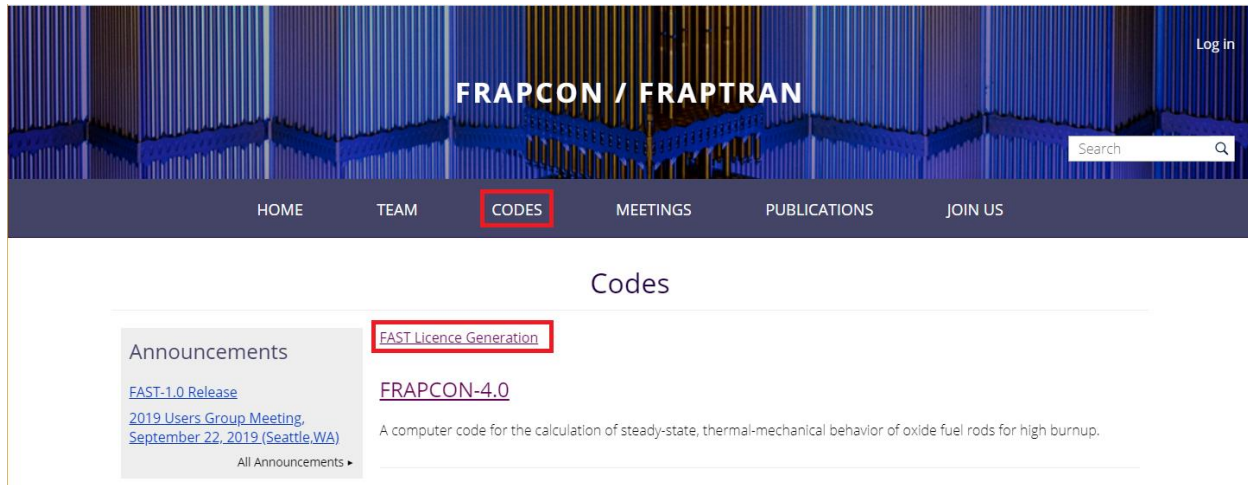 Log in
FRAPCON / FRAPTRAN
Search
HOME TEAM CODES MEETINGS PUBLICATIONS JOIN US
Codes
Announcements
FAST-1.0 Release
2019 Users Group Meeting,
September 22, 2019 (Seattle,WA)
All Announcements ▸
FAST Licence Generation
FRAPCON-4.0
A computer code for the calculation of steady-state, thermal-mechanical behavior of oxide fuel rods for high burnup.